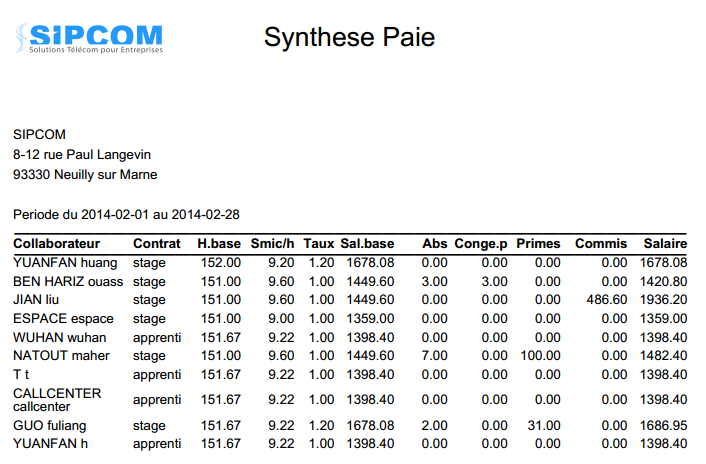 SIPCOM
Solutions Télécom pour Entreprises
Synthese Paie
SIPCOM
8-12 rue Paul Langevin
93330 Neuilly sur Marne
Periode du 2014-02-01 au 2014-02-28
Collaborateur Contrat H.base Smic/h Taux Sal.base Abs Conge.p Primes Commis Salaire
YUANFAN huang stage 152.00 9.20 1.20 1678.08 0.00 0.00 0.00 0.00 1678.08
BEN HARIZ ouass stage 151.00 9.60 1.00 1449.60 3.00 3.00 0.00 0.00 1420.80
JIAN liu stage 151.00 9.60 1.00 1449.60 0.00 0.00 0.00 486.60 1936.20
ESPACE espace stage 151.00 9.00 1.00 1359.00 0.00 0.00 0.00 0.00 1359.00
WUHAN wuhan apprenti 151.67 9.22 1.00 1398.40 0.00 0.00 0.00 0.00 1398.40
NATOUT maher stage 151.00 9.60 1.00 1449.60 7.00 0.00 100.00 0.00 1482.40
T t apprenti 151.67 9.22 1.00 1398.40 0.00 0.00 0.00 0.00 1398.40
CALLCENTER
callcenter apprenti 151.67 9.22 1.00 1398.40 0.00 0.00 0.00 0.00 1398.40
GUO fuliang stage 151.67 9.22 1.20 1678.08 2.00 0.00 31.00 0.00 1686.95
YUANFAN h apprenti 151.67 9.22 1.00 1398.40 0.00 0.00 0.00 0.00 1398.40